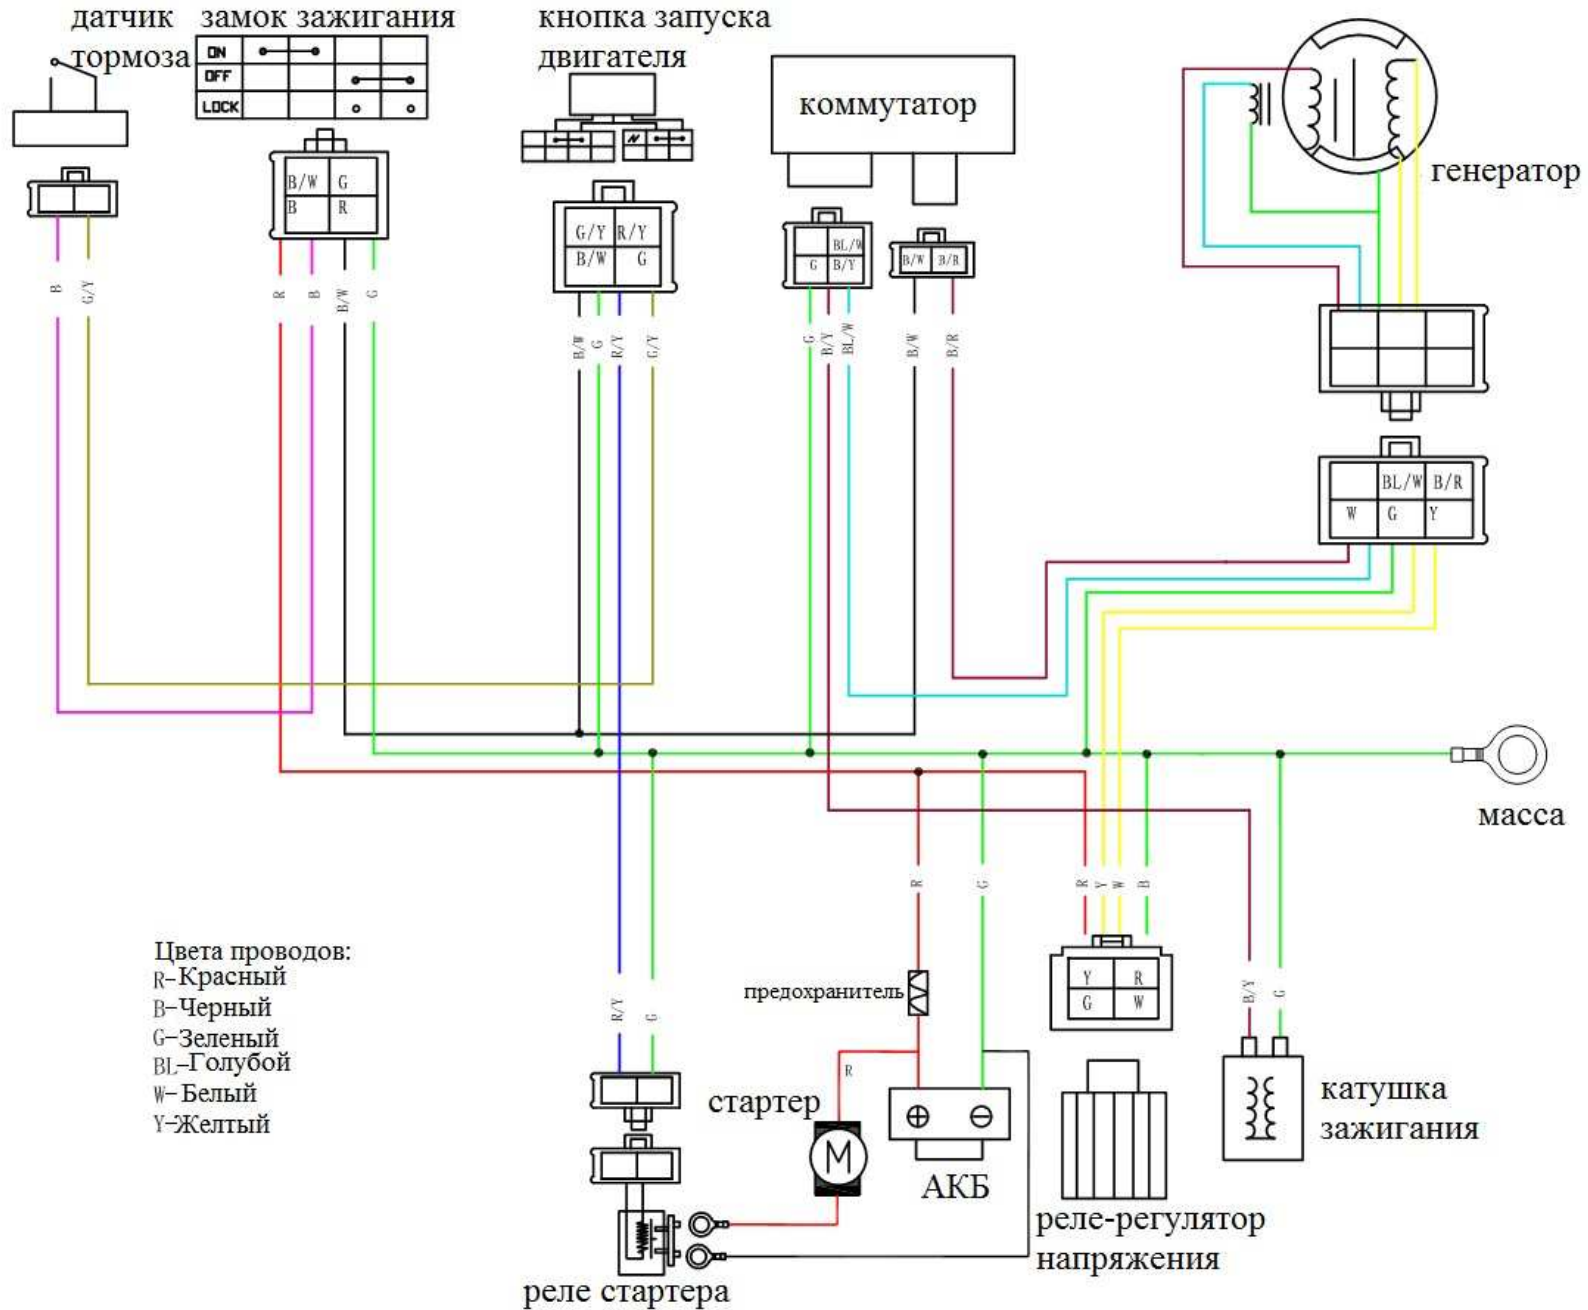 датчик
тормоза
замок зажигания
ON
OFF
LOCK
кнопка запуска
двигателя
коммутатор
генератор
B/W G
B R
G/Y R/Y
B/W G
BL/W
G B/Y
B/W B/R
B
G/Y
R
B
B/W
G
B/W
G
R/Y
G/Y
G
B/Y
BL/W
B/W
B/R
BL/W B/R
W G Y
масса
R
G
R
Y
W
B
Цвета проводов:
R-Красный
B-Черный
G-Зеленый
BL-Голубой
W-Белый
Y-Желтый
R/Y
G
предохранитель
Y R
G W
B/Y
G
R
стартер
M
АКБ
катушка
зажигания
реле-регулятор
напряжения
реле стартера